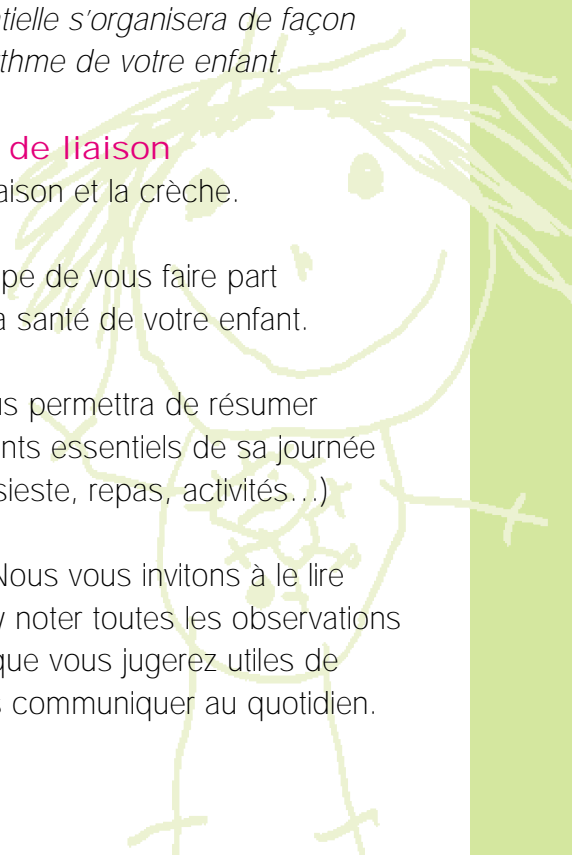 tielle s'organisera de façon
thme de votre enfant.
de liaison
aison et la crèche.
pe de vous faire part
a santé de votre enfant.
us permettra de résumer
nts essentiels de sa journée
sieste, repas, activités...)
Nous vous invitons à le lire
y noter toutes les observations
que vous jugerez utiles de
s communiquer au quotidien.